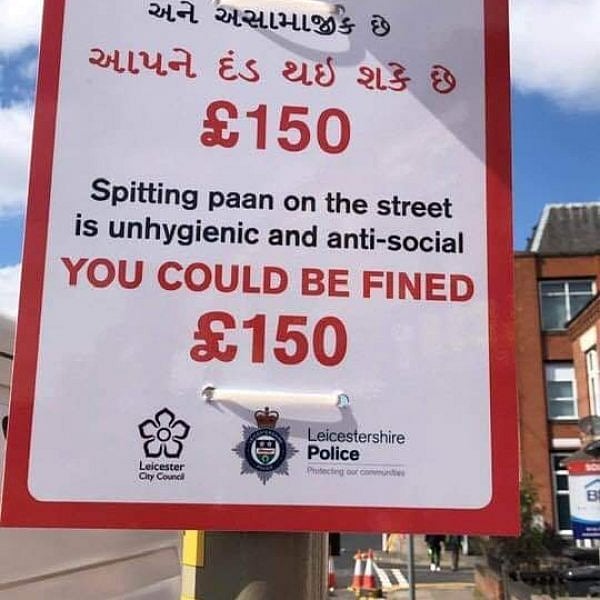 અને અસામાજીક છે
આપને દંડ થઇ શકે છે
£150
Spitting paan on the street
is unhygienic and anti-social
YOU COULD BE FINED
£150
Leicester
City Council
Leicestershire
Police
Protecting our communities